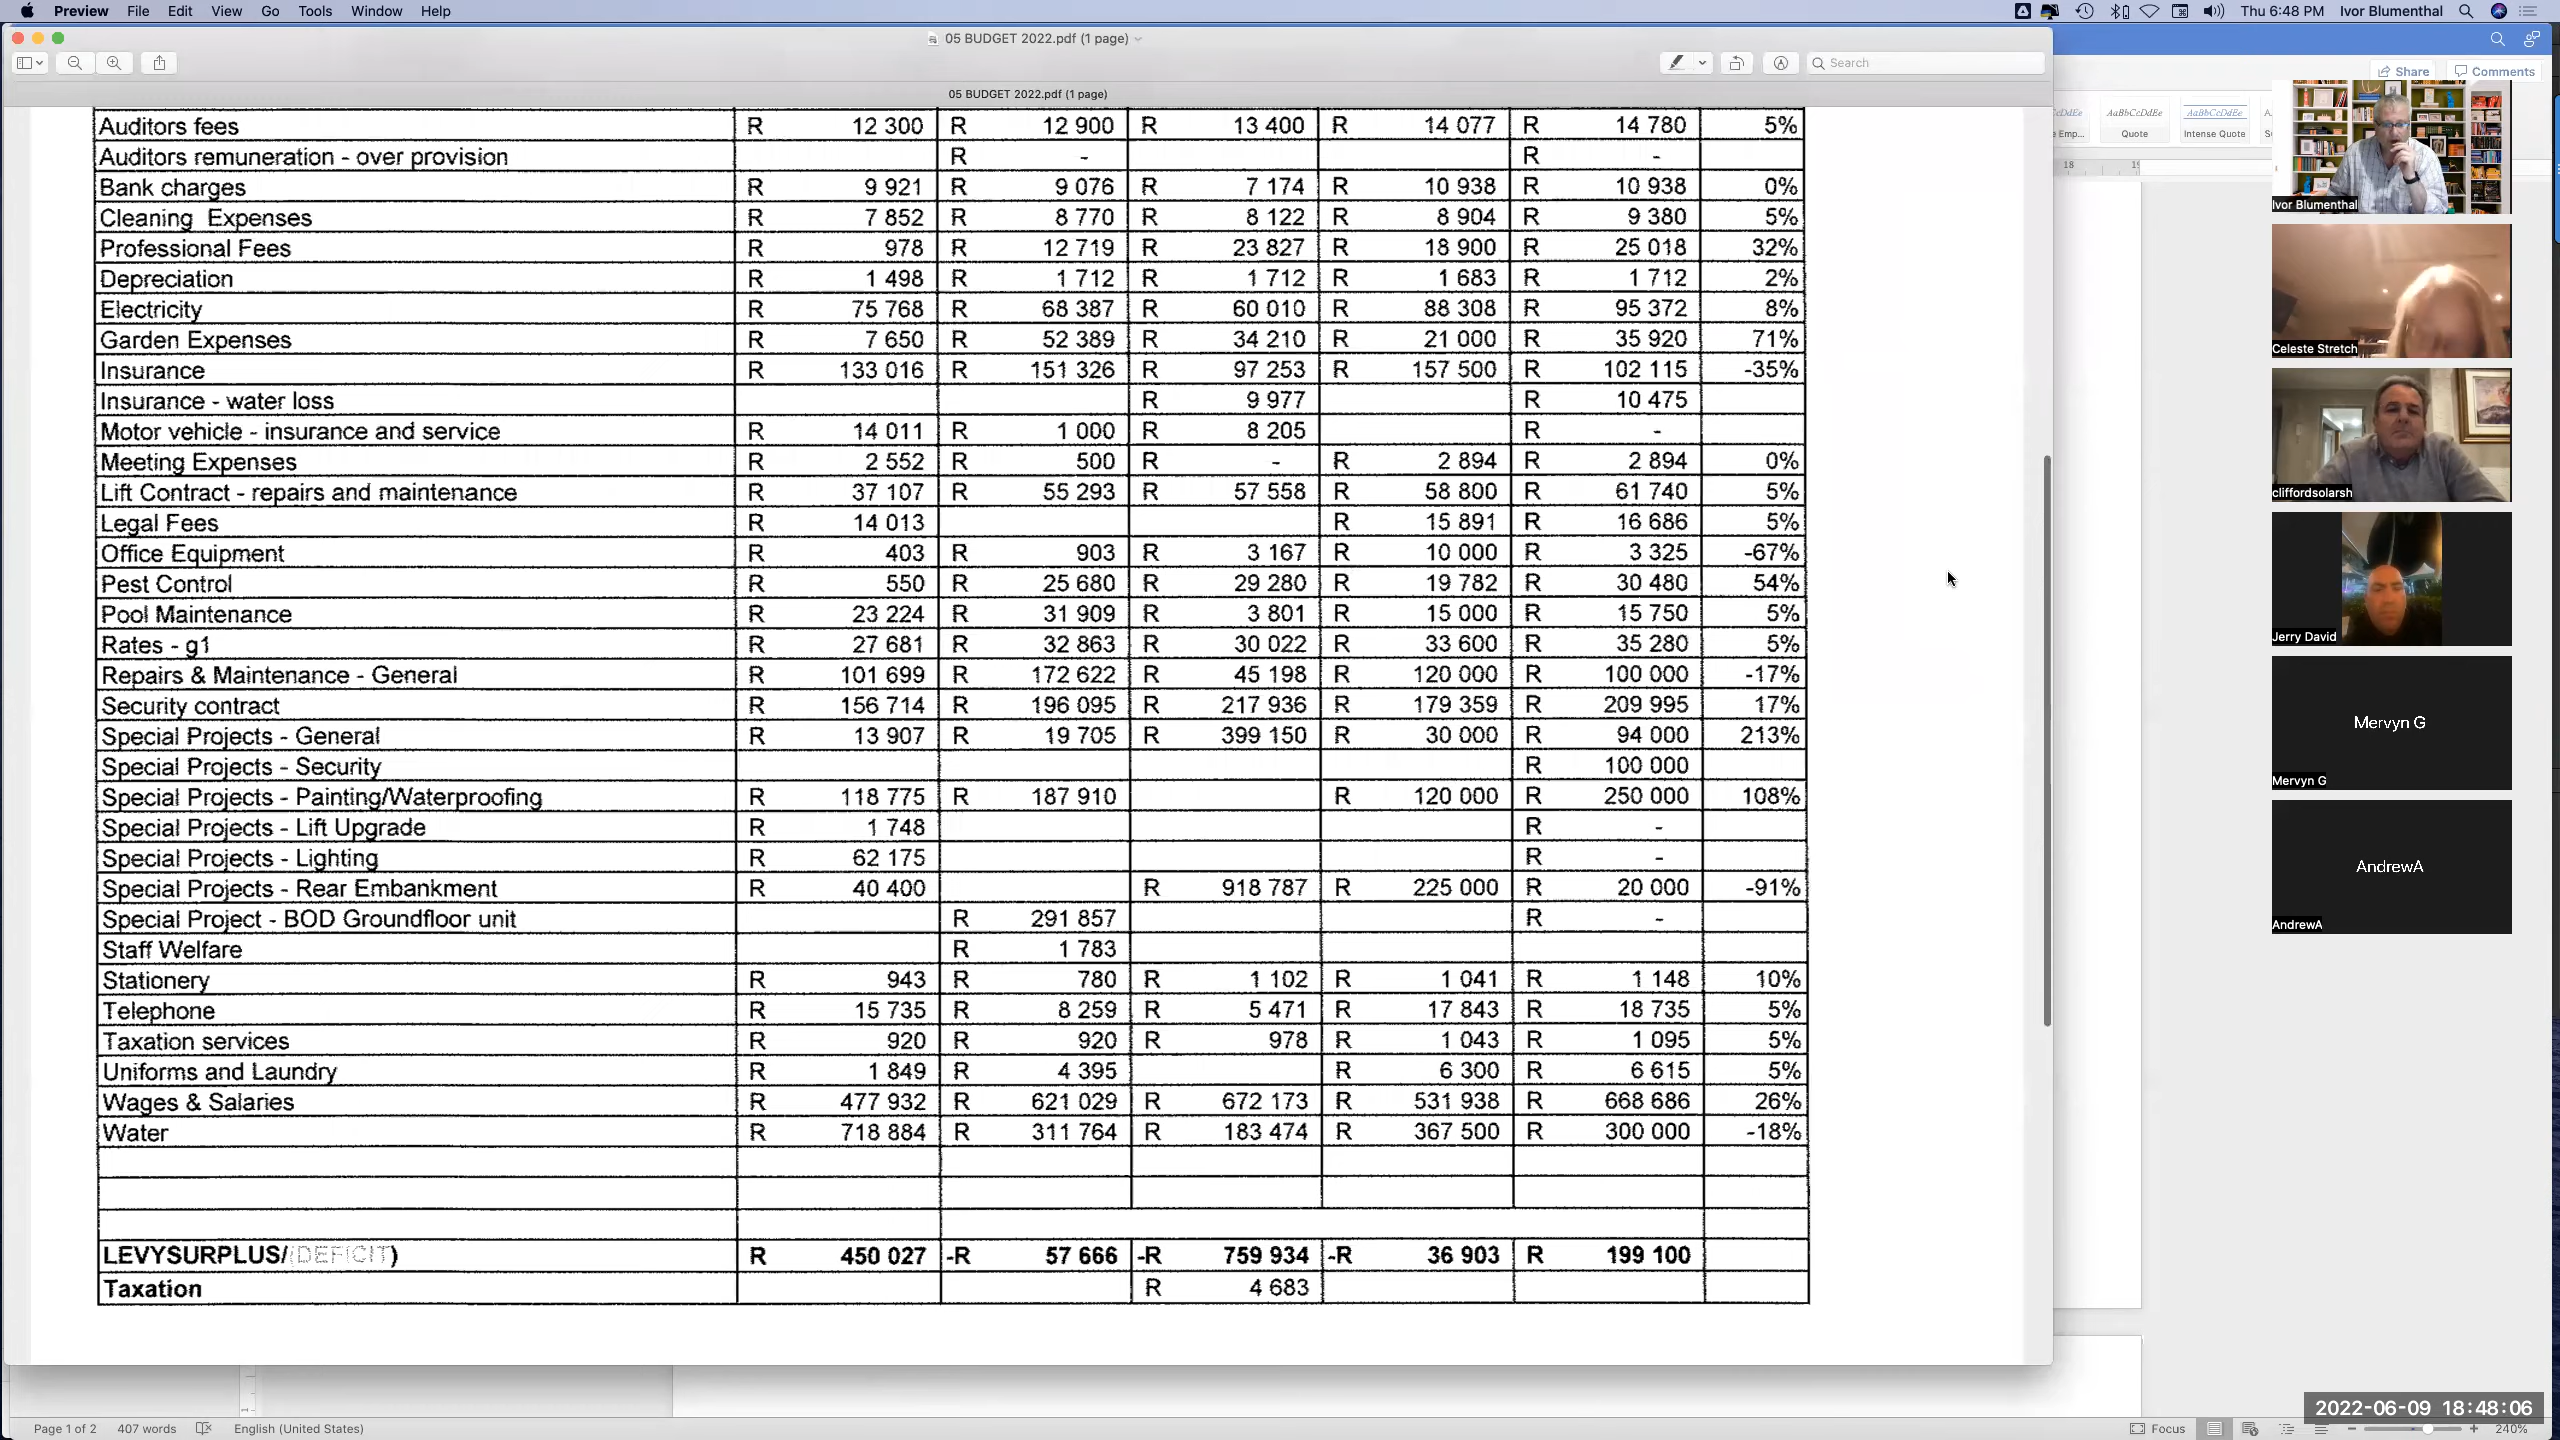 Preview File Edit View Go Tools Window Help Thu 6:48 PM Ivor Blumenthal
05 BUDGET 2022.pdf (1 page)
Search
05 BUDGET 2022.pdf (1 page)
Share Comments
AaBbCcDdEe AaBbCcDdEe
Quote Intense Quote
18
Auditors fees R 12 300 R 12 900 R 13 400 R 14 077 R 14 780 5%
Auditors remuneration - over provision R - R -
Bank charges R 9 921 R 9 076 R 7 174 R 10 938 R 10 938 0%
Cleaning Expenses R 7 852 R 8 770 R 8 122 R 8 904 R 9 380 5%
Professional Fees R 978 R 12 719 R 23 827 R 18 900 R 25 018 32%
Depreciation R 1 498 R 1 712 R 1 712 R 1 683 R 1 712 2%
Electricity R 75 768 R 68 387 R 60 010 R 88 308 R 95 372 8%
Garden Expenses R 7 650 R 52 389 R 34 210 R 21 000 R 35 920 71%
Insurance R 133 016 R 151 326 R 97 253 R 157 500 R 102 115 -35%
Insurance - water loss R 9 977 R 10 475
Motor vehicle - insurance and service R 14 011 R 1 000 R 8 205 R -
Meeting Expenses R 2 552 R 500 R - R 2 894 R 2 894 0%
Lift Contract - repairs and maintenance R 37 107 R 55 293 R 57 558 R 58 800 R 61 740 5%
Legal Fees R 14 013 R 15 891 R 16 686 5%
Office Equipment R 403 R 903 R 3 167 R 10 000 R 3 325 -67%
Pest Control R 550 R 25 680 R 29 280 R 19 782 R 30 480 54%
Pool Maintenance R 23 224 R 31 909 R 3 801 R 15 000 R 15 750 5%
Rates - g1 R 27 681 R 32 863 R 30 022 R 33 600 R 35 280 5%
Repairs & Maintenance - General R 101 699 R 172 622 R 45 198 R 120 000 R 100 000 -17%
Security contract R 156 714 R 196 095 R 217 936 R 179 359 R 209 995 17%
Special Projects - General R 13 907 R 19 705 R 399 150 R 30 000 R 94 000 213%
Special Projects - Security R 100 000
Special Projects - Painting/Waterproofing R 118 775 R 187 910 R 120 000 R 250 000 108%
Special Projects - Lift Upgrade R 1 748 R -
Special Projects - Lighting R 62 175 R -
Special Projects - Rear Embankment R 40 400 R 918 787 R 225 000 R 20 000 -91%
Special Project - BOD Groundfloor unit R 291 857 R -
Staff Welfare R 1 783
Stationery R 943 R 780 R 1 102 R 1 041 R 1 148 10%
Telephone R 15 735 R 8 259 R 5 471 R 17 843 R 18 735 5%
Taxation services R 920 R 920 R 978 R 1 043 R 1 095 5%
Uniforms and Laundry R 1 849 R 4 395 R 6 300 R 6 615 5%
Wages & Salaries R 477 932 R 621 029 R 672 173 R 531 938 R 668 686 26%
Water R 718 884 R 311 764 R 183 474 R 367 500 R 300 000 -18%
LEVYSURPLUS/(DEFICIT) R 450 027 -R 57 666 -R 759 934 -R 36 903 R 199 100
Taxation R 4 683
Ivor Blumenthal
Celeste Stretch
cliffordsolarsh
Jerry David
Mervyn G
Mervyn G
AndrewA
AndrewA
2022-06-09 18:48:06
Page 1 of 2 407 words English (United States) Focus 240%